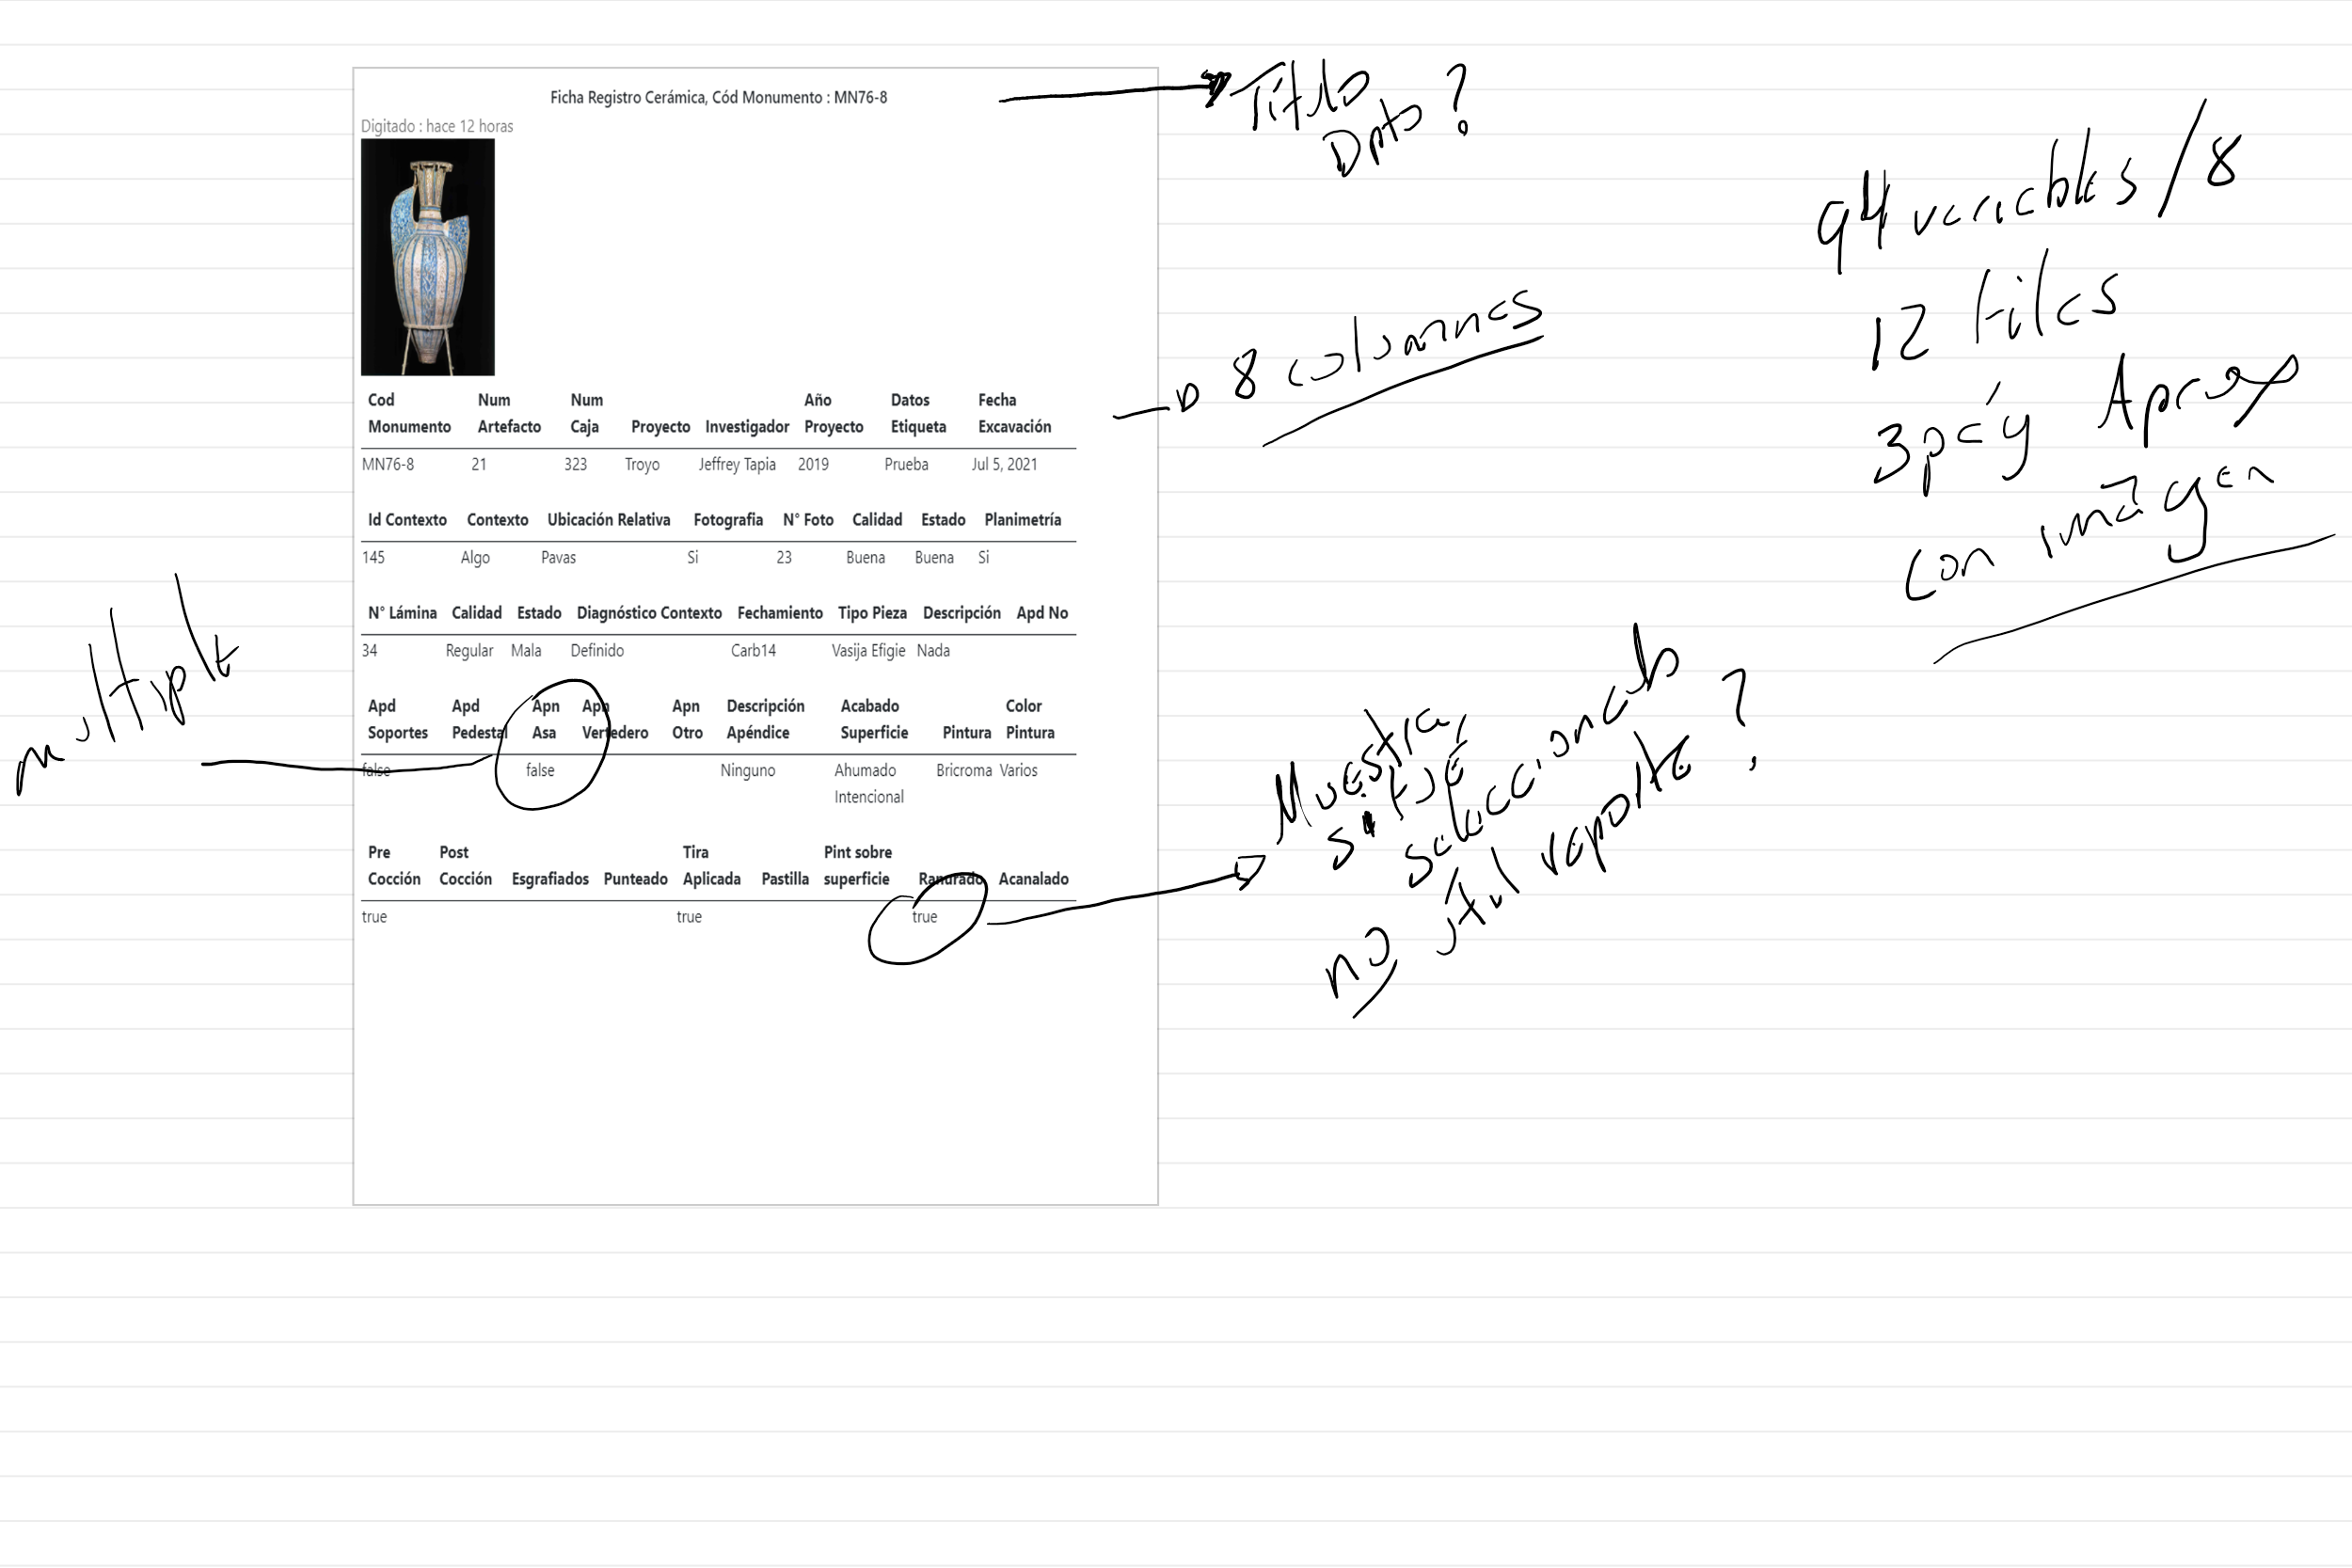 Ficha Registro Cerámica, Cód Monumento : MN76-8
Título
Dpto ?
Digitado : hace 12 horas
94 variables/8
12 filas
3 pág Aprox
con imágen
8 columnas
Cod Monumento Num Artefacto Num Caja Proyecto Investigador Año Proyecto Datos Etiqueta Fecha Excavación
MN76-8 21 323 Troyo Jeffrey Tapia 2019 Prueba Jul 5, 2021
Id Contexto Contexto Ubicación Relativa Fotografia N° Foto Calidad Estado Planimetría
145 Algo Pavas Si 23 Buena Buena Si
N° Lámina Calidad Estado Diagnóstico Contexto Fechamiento Tipo Pieza Descripción Apd No
34 Regular Mala Definido Carb14 Vasija Efigie Nada
multiple
Apd Soportes Apd Pedestal Apn Asa Apn Vertedero Apn Otro Descripción Apéndice Acabado Superficie Pintura Color Pintura
false false Ninguno Ahumado Intencional Bricroma Varios
Pre Cocción Post Cocción Esgrafiados Punteado Tira Aplicada Pastilla Pint sobre superficie Ranurado Acanalado
true true true
Muestra,
si fué
seleccionado
no útul reporte ?